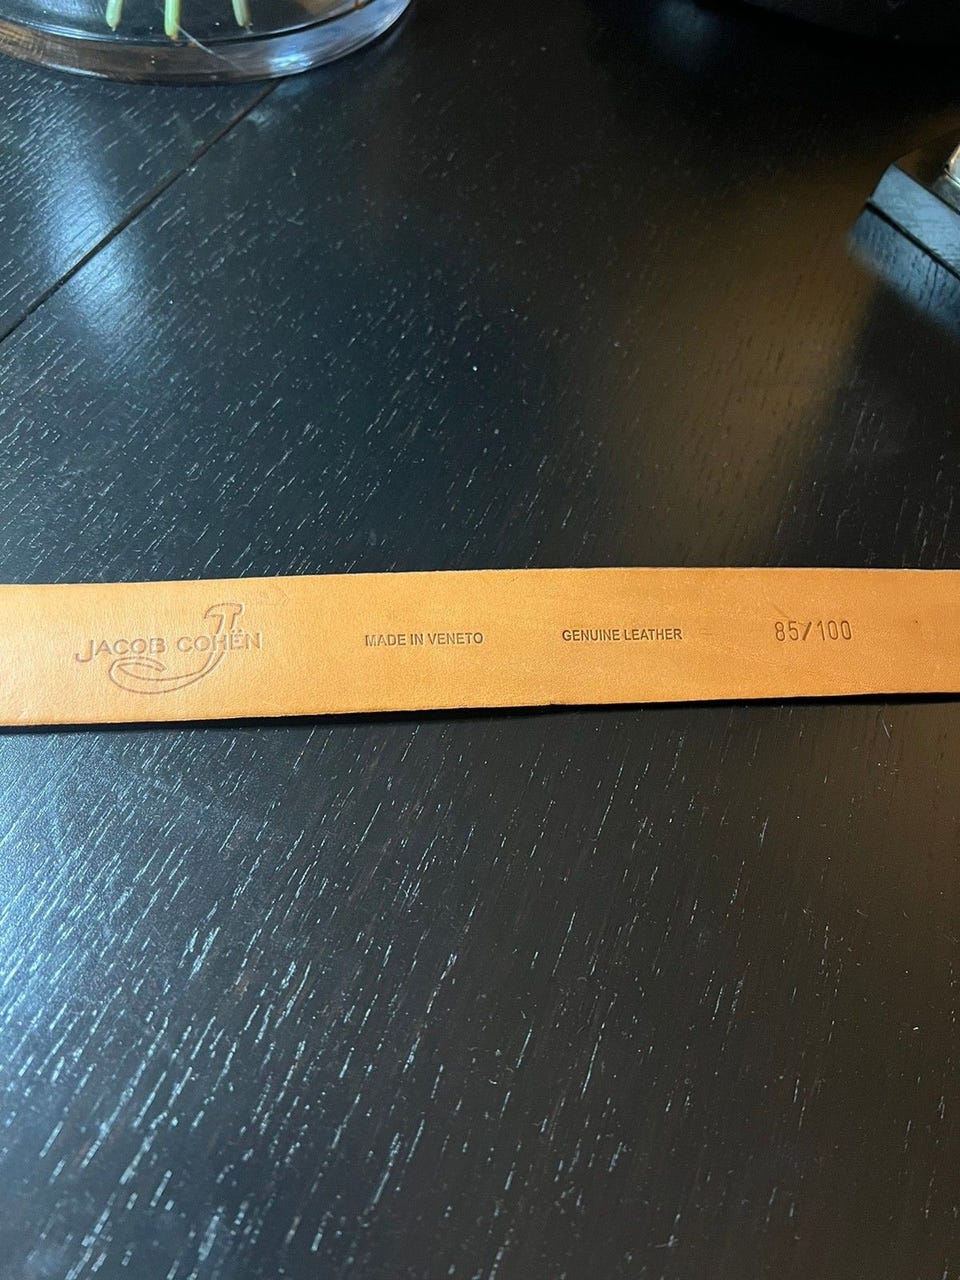 JACOB COHËN
MADE IN VENETO
GENUINE LEATHER
85/100